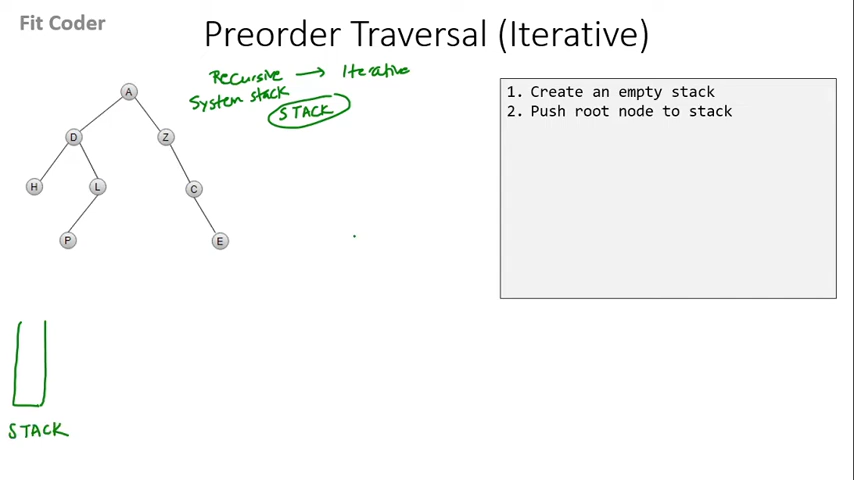 Fit Coder
Preorder Traversal (Iterative)
Recursive → Iterative
System stack
STACK
1. Create an empty stack
2. Push root node to stack
A
D
Z
H
L
C
P
E
STACK